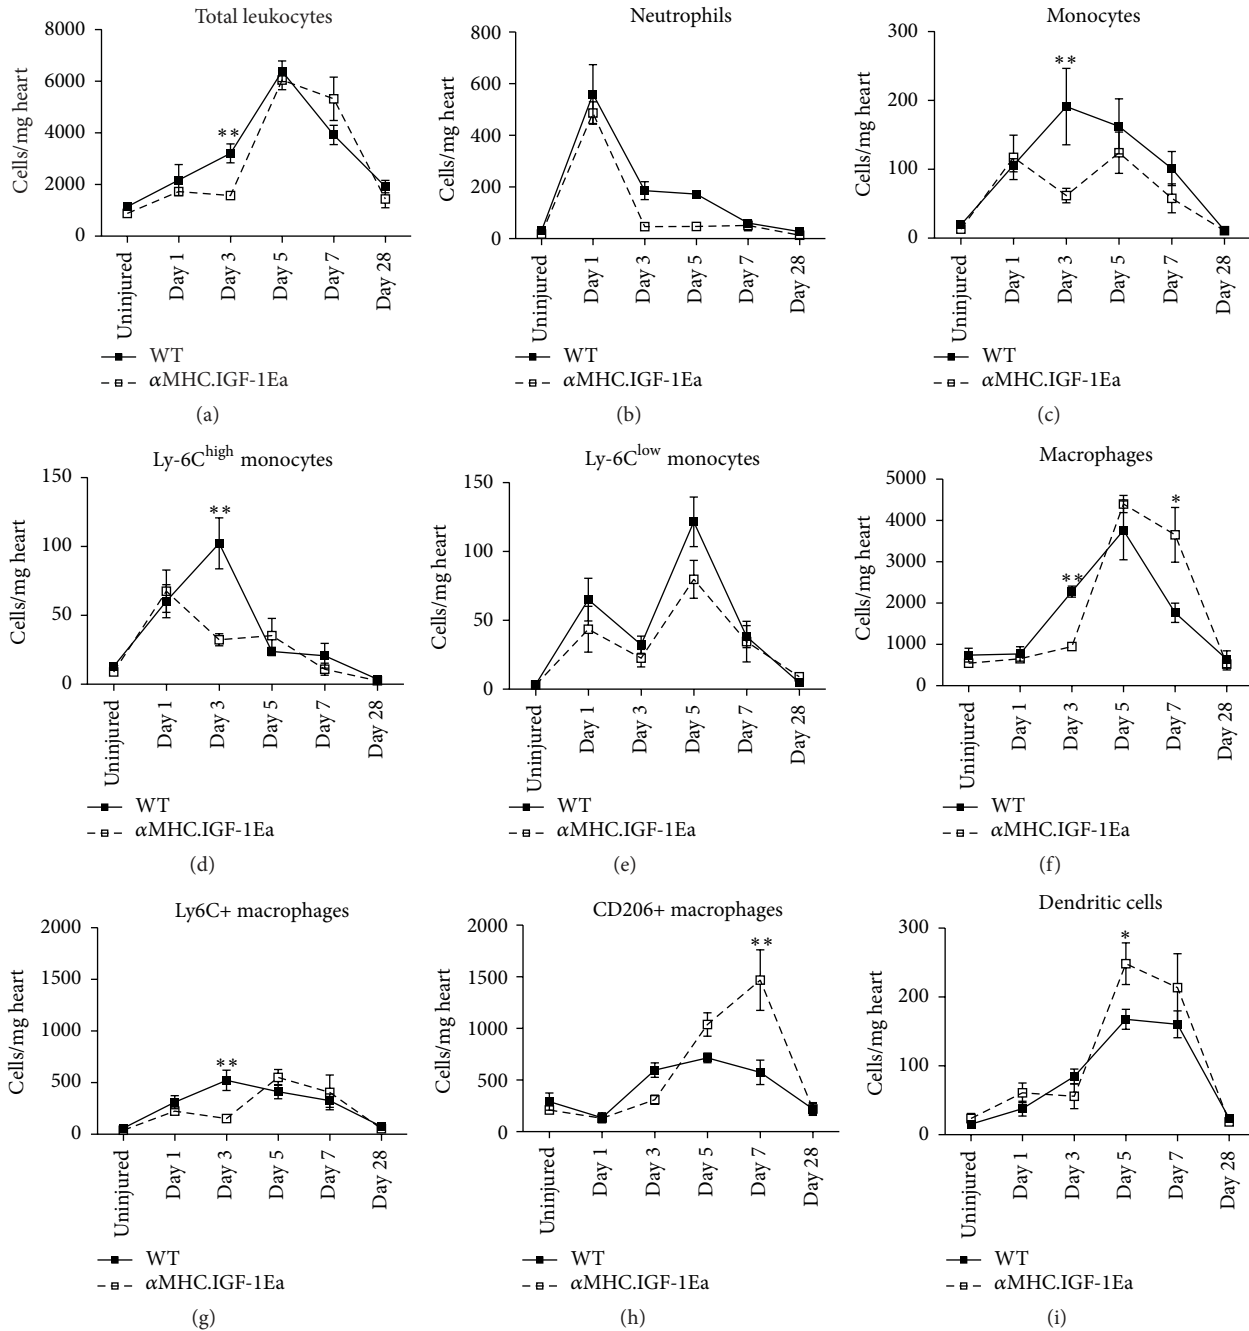 Total leukocytes
Cells/mg heart
8000
6000
4000
2000
0
**
Uninjured
Day 1
Day 3
Day 5
Day 7
Day 28
WT
αMHC.IGF-1Ea
(a)
Neutrophils
Cells/mg heart
800
600
400
200
0
Uninjured
Day 1
Day 3
Day 5
Day 7
Day 28
WT
αMHC.IGF-1Ea
(b)
Monocytes
Cells/mg heart
300
200
100
0
**
Uninjured
Day 1
Day 3
Day 5
Day 7
Day 28
WT
αMHC.IGF-1Ea
(c)
Ly-6Chigh monocytes
Cells/mg heart
150
100
50
0
**
Uninjured
Day 1
Day 3
Day 5
Day 7
Day 28
WT
αMHC.IGF-1Ea
(d)
Ly-6Clow monocytes
Cells/mg heart
150
100
50
0
Uninjured
Day 1
Day 3
Day 5
Day 7
Day 28
WT
αMHC.IGF-1Ea
(e)
Macrophages
Cells/mg heart
5000
4000
3000
2000
1000
0
**
*
Uninjured
Day 1
Day 3
Day 5
Day 7
Day 28
WT
αMHC.IGF-1Ea
(f)
Ly6C+ macrophages
Cells/mg heart
2000
1500
1000
500
0
**
Uninjured
Day 1
Day 3
Day 5
Day 7
Day 28
WT
αMHC.IGF-1Ea
(g)
CD206+ macrophages
Cells/mg heart
2000
1500
1000
500
0
**
Uninjured
Day 1
Day 3
Day 5
Day 7
Day 28
WT
αMHC.IGF-1Ea
(h)
Dendritic cells
Cells/mg heart
300
200
100
0
*
Uninjured
Day 1
Day 3
Day 5
Day 7
Day 28
WT
αMHC.IGF-1Ea
(i)